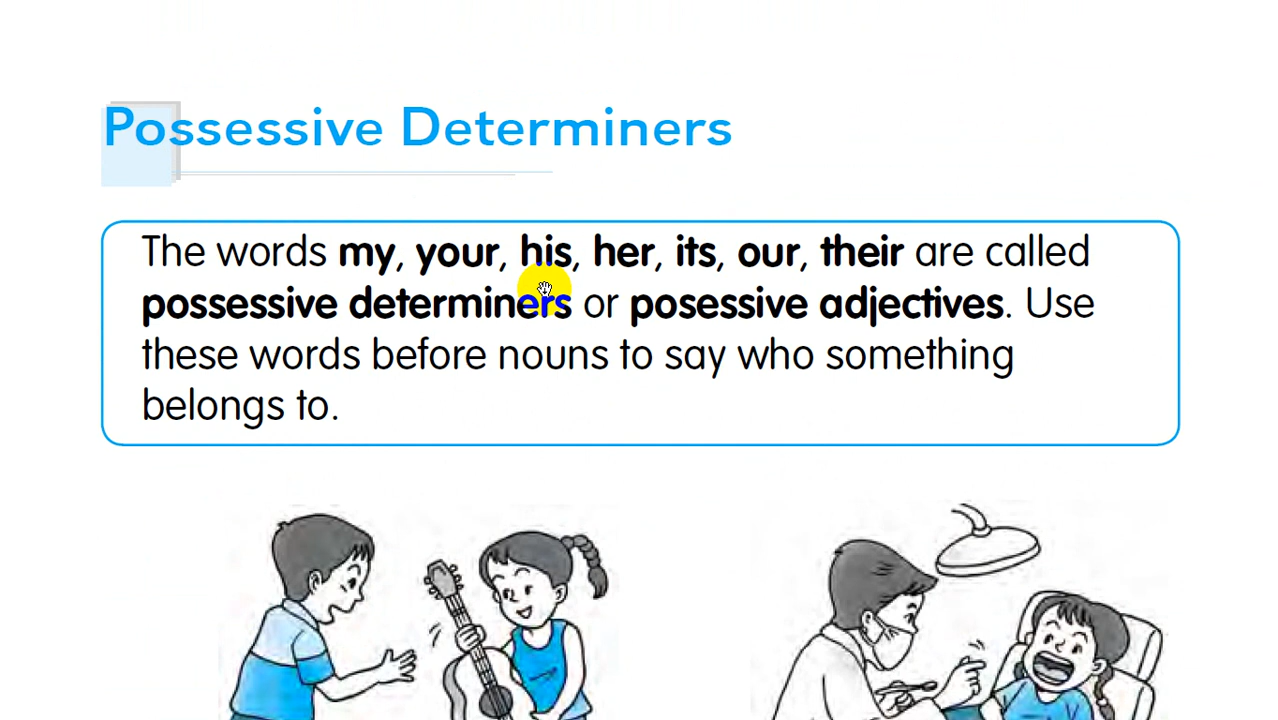 Possessive Determiners
The words my, your, his, her, its, our, their are called
possessive determiners or posessive adjectives. Use
these words before nouns to say who something
belongs to.